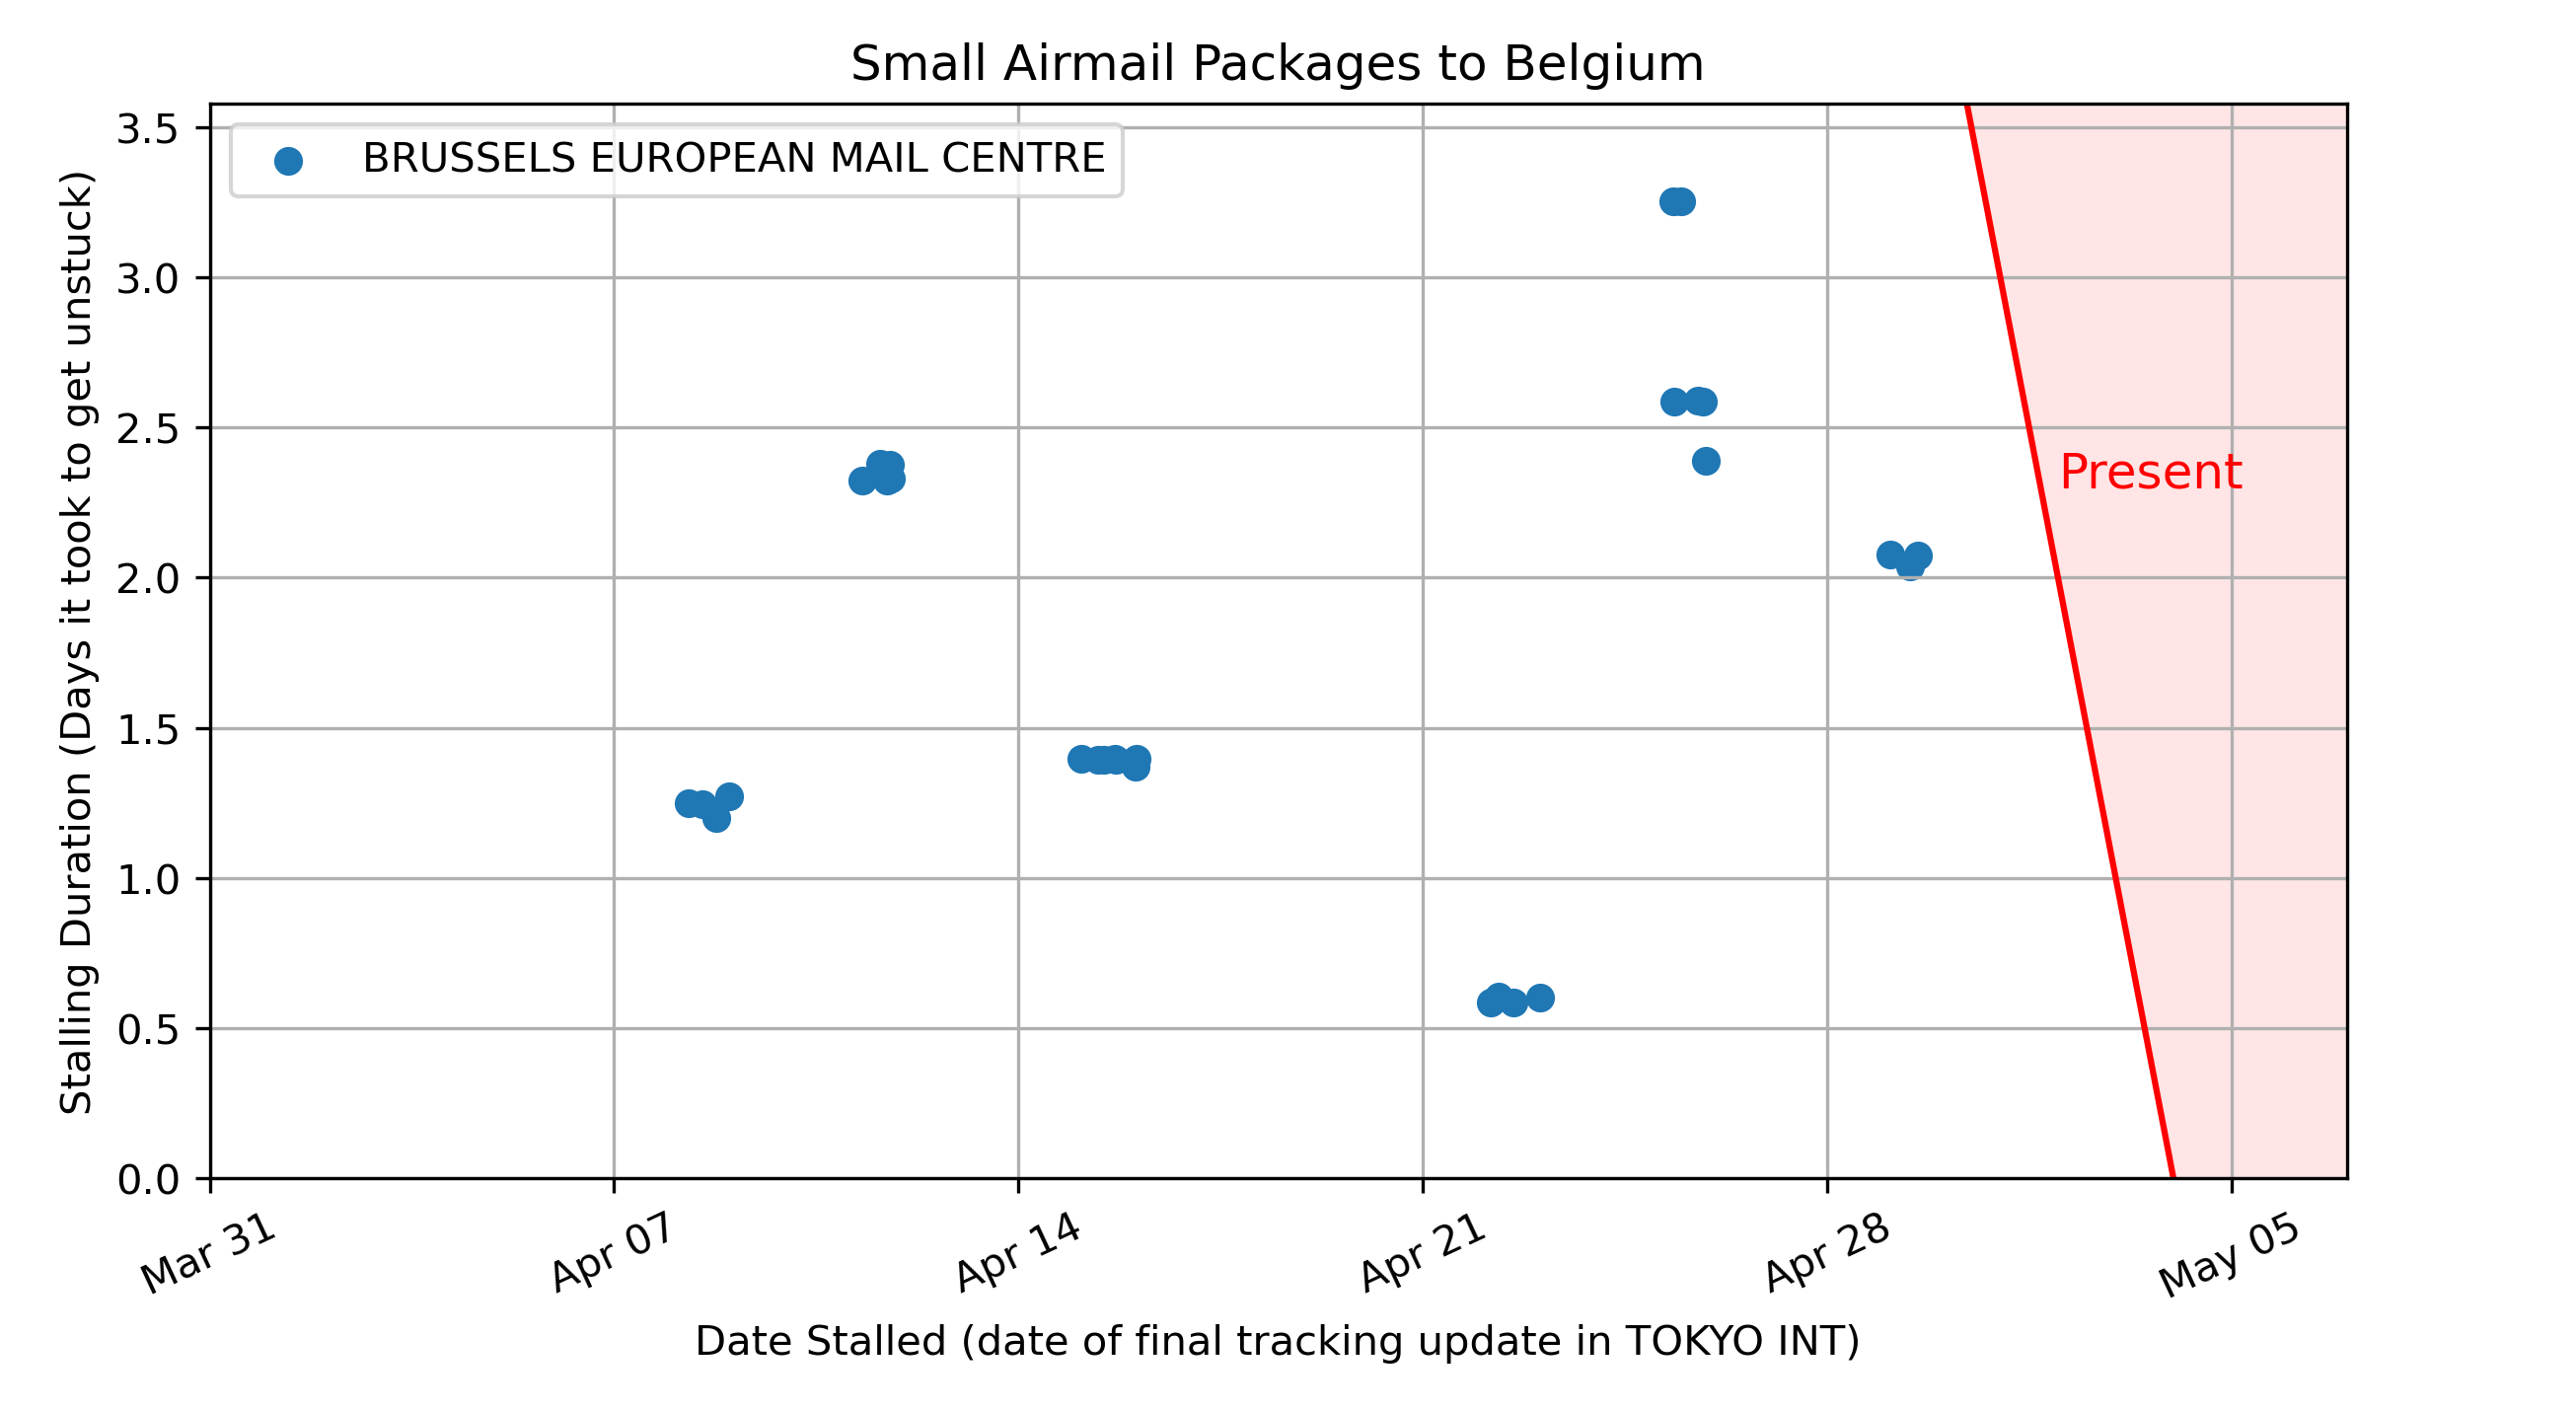 Small Airmail Packages to Belgium
BRUSSELS EUROPEAN MAIL CENTRE
Stalling Duration (Days it took to get unstuck)
3.5
3.0
2.5
2.0
1.5
1.0
0.5
0.0
Present
Mar 31
Apr 07
Apr 14
Apr 21
Apr 28
May 05
Date Stalled (date of final tracking update in TOKYO INT)